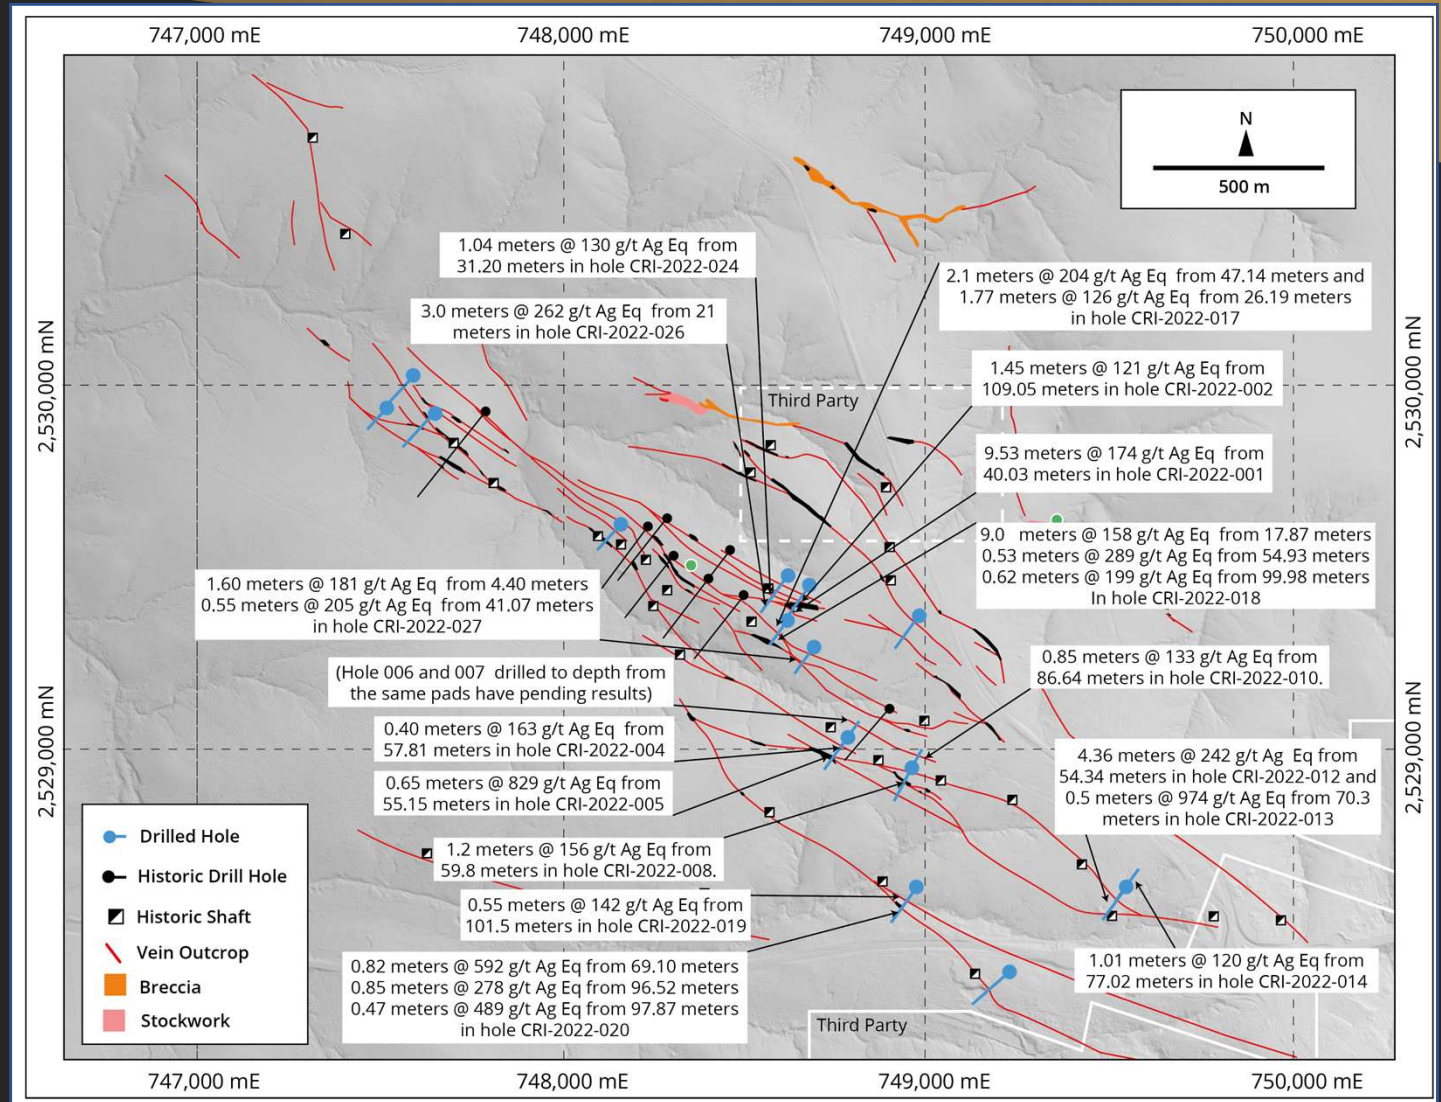 747,000 mE
748,000 mE
749,000 mE
750,000 mE
N
500 m
1.04 meters @ 130 g/t Ag Eq from
31.20 meters in hole CRI-2022-024
2.1 meters @ 204 g/t Ag Eq from 47.14 meters and
1.77 meters @ 126 g/t Ag Eq from 26.19 meters
in hole CRI-2022-017
3.0 meters @ 262 g/t Ag Eq from 21
meters in hole CRI-2022-026
2,530,000 mN
2,530,000 mN
1.45 meters @ 121 g/t Ag Eq from
109.05 meters in hole CRI-2022-002
Third Party
9.53 meters @ 174 g/t Ag Eq from
40.03 meters in hole CRI-2022-001
9.0 meters @ 158 g/t Ag Eq from 17.87 meters
0.53 meters @ 289 g/t Ag Eq from 54.93 meters
0.62 meters @ 199 g/t Ag Eq from 99.98 meters
In hole CRI-2022-018
1.60 meters @ 181 g/t Ag Eq from 4.40 meters
0.55 meters @ 205 g/t Ag Eq from 41.07 meters
in hole CRI-2022-027
(Hole 006 and 007 drilled to depth from
the same pads have pending results)
0.85 meters @ 133 g/t Ag Eq from
86.64 meters in hole CRI-2022-010.
2,529,000 mN
2,529,000 mN
0.40 meters @ 163 g/t Ag Eq from
57.81 meters in hole CRI-2022-004
4.36 meters @ 242 g/t Ag Eq from
54.34 meters in hole CRI-2022-012 and
0.5 meters @ 974 g/t Ag Eq from 70.3
meters in hole CRI-2022-013
0.65 meters @ 829 g/t Ag Eq from
55.15 meters in hole CRI-2022-005
1.2 meters @ 156 g/t Ag Eq from
59.8 meters in hole CRI-2022-008.
0.55 meters @ 142 g/t Ag Eq from
101.5 meters in hole CRI-2022-019
0.82 meters @ 592 g/t Ag Eq from 69.10 meters
0.85 meters @ 278 g/t Ag Eq from 96.52 meters
0.47 meters @ 489 g/t Ag Eq from 97.87 meters
in hole CRI-2022-020
1.01 meters @ 120 g/t Ag Eq from
77.02 meters in hole CRI-2022-014
Third Party
Drilled Hole
Historic Drill Hole
Historic Shaft
Vein Outcrop
Breccia
Stockwork
747,000 mE
748,000 mE
749,000 mE
750,000 mE